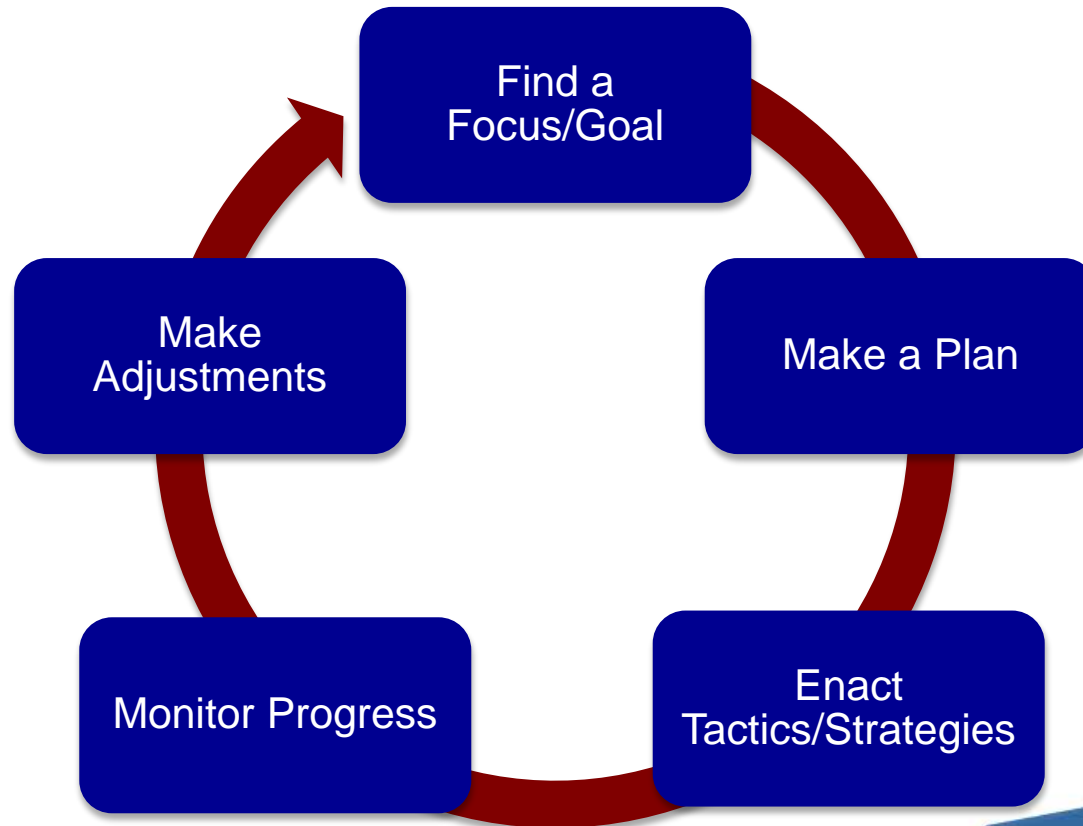 Find a
Focus/Goal
Make a Plan
Enact
Tactics/Strategies
Monitor Progress
Make
Adjustments